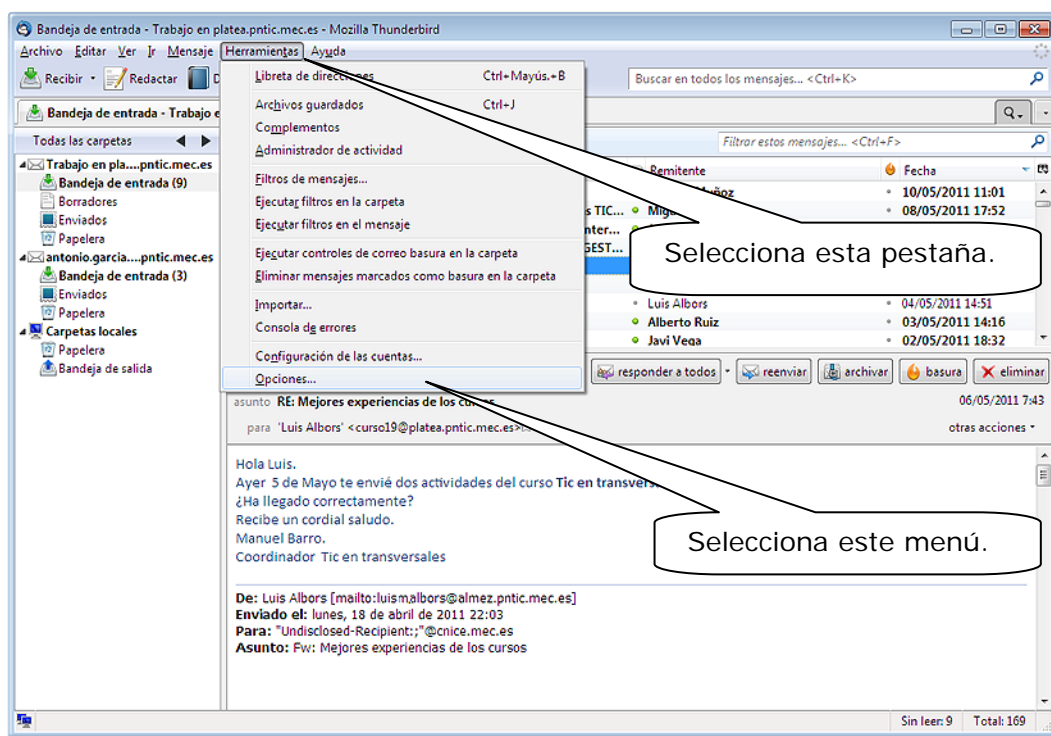 Bandeja de entrada - Trabajo en platea.pntic.mec.es - Mozilla Thunderbird
Archivo Editar Ver Ir Mensaje Herramientas Ayuda
Recibir Redactar
Buscar en todos los mensajes... <Ctrl+K>
Bandeja de entrada - Trabajo e
Todas las carpetas
Filtrar estos mensajes... <Ctrl+F>
Trabajo en pla....pntic.mec.es
Bandeja de entrada (9)
Borradores
Enviados
Papelera
antonio.garcia....pntic.mec.es
Bandeja de entrada (3)
Enviados
Papelera
Carpetas locales
Papelera
Bandeja de salida
Libreta de direcciones Ctrl+Mayús.+B
Archivos guardados Ctrl+J
Complementos
Administrador de actividad
Filtros de mensajes...
Ejecutar filtros en la carpeta
Ejecutar filtros en el mensaje
Ejecutar controles de correo basura en la carpeta
Eliminar mensajes marcados como basura en la carpeta
Importar...
Consola de errores
Configuración de las cuentas...
Opciones...
Remitente Fecha
10/05/2011 11:01
s TIC... 08/05/2011 17:52
Selecciona esta pestaña.
Luis Albors 04/05/2011 14:51
Alberto Ruiz 03/05/2011 14:16
Javi Vega 02/05/2011 18:32
responder a todos reenviar archivar basura eliminar
asunto RE: Mejores experiencias de los cursos 06/05/2011 7:43
para 'Luis Albors' <curso19@platea.pntic.mec.es> otras acciones
Hola Luis.
Ayer 5 de Mayo te envié dos actividades del curso Tic en transvers
¿Ha llegado correctamente?
Recibe un cordial saludo.
Manuel Barro.
Coordinador Tic en transversales
Selecciona este menú.
De: Luis Albors [mailto:luism.albors@almez.pntic.mec.es]
Enviado el: lunes, 18 de abril de 2011 22:03
Para: "Undisclosed-Recipient:;"@cnice.mec.es
Asunto: Fw: Mejores experiencias de los cursos
Sin leer: 9 Total: 169